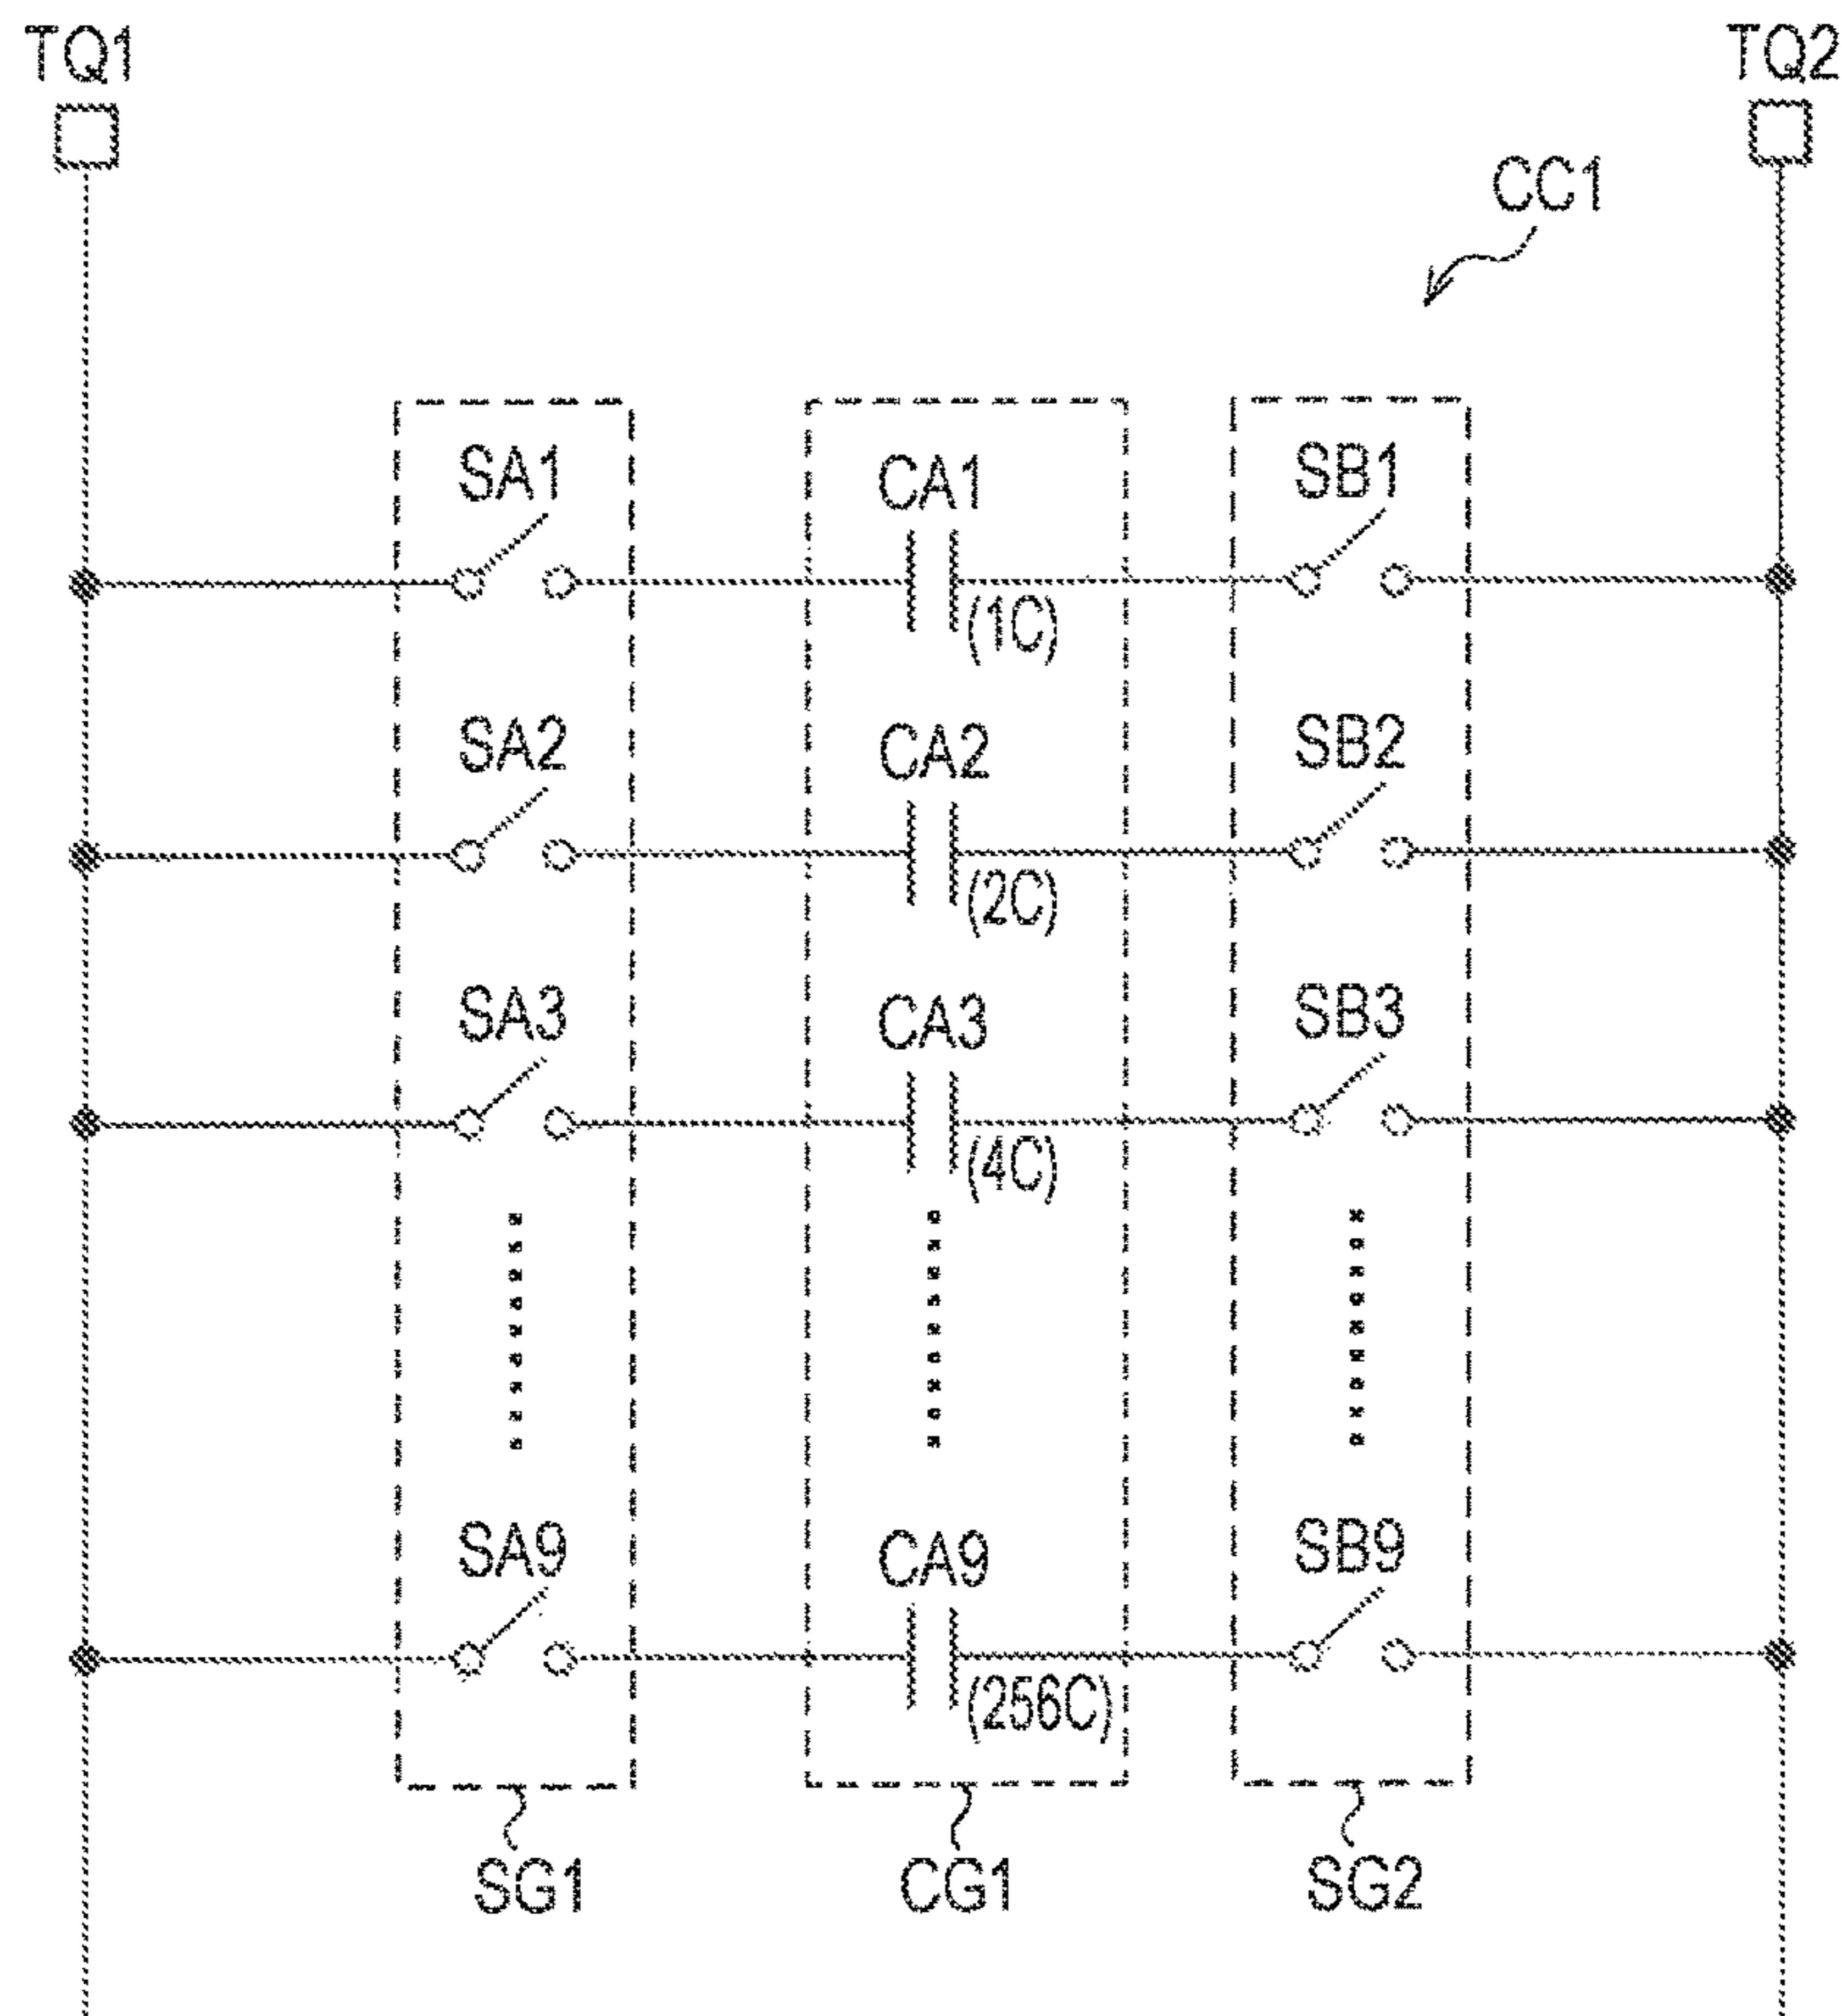 TQ1 TQ2
CC1
SA1 CA1 SB1
(1C)
SA2 CA2 SB2
(2C)
SA3 CA3 SB3
(4C)
SA9 CA9 SB9
(256C)
SG1 CG1 SG2